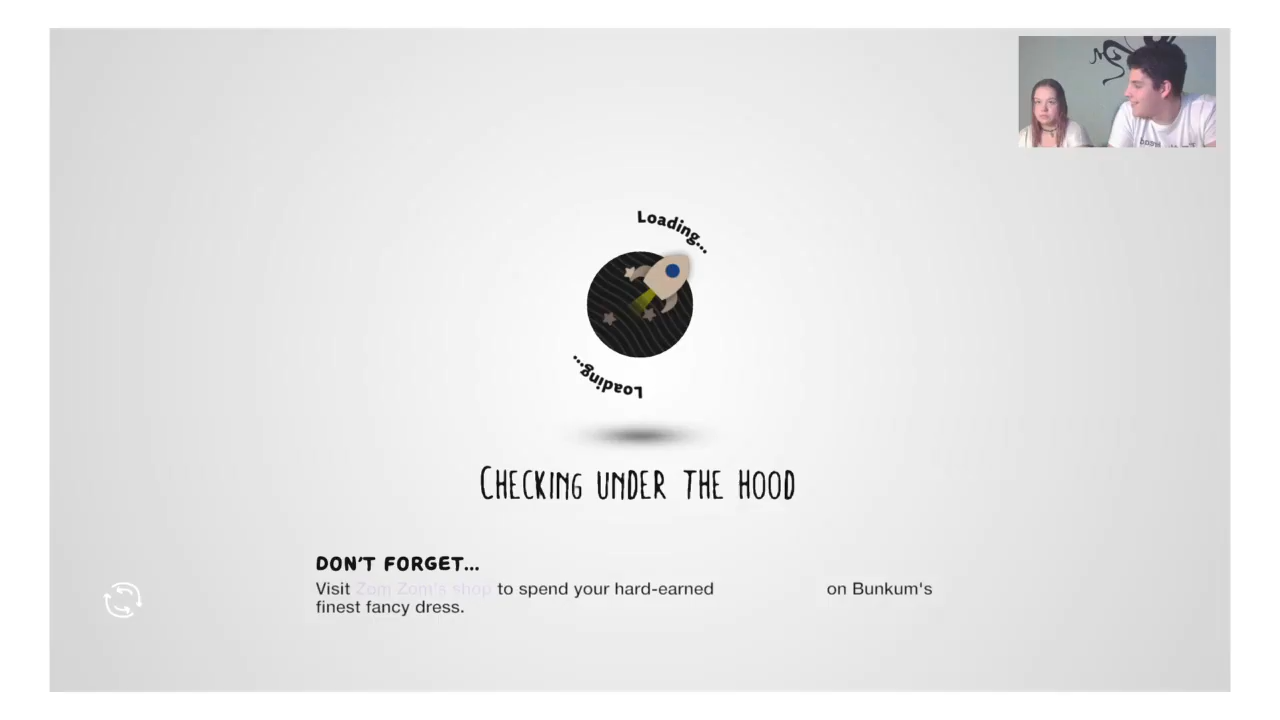 Loading...
Loading...
CHECKING UNDER THE HOOD
DON'T FORGET...
Visit Zom Zom's shop to spend your hard-earned on Bunkum's
finest fancy dress.